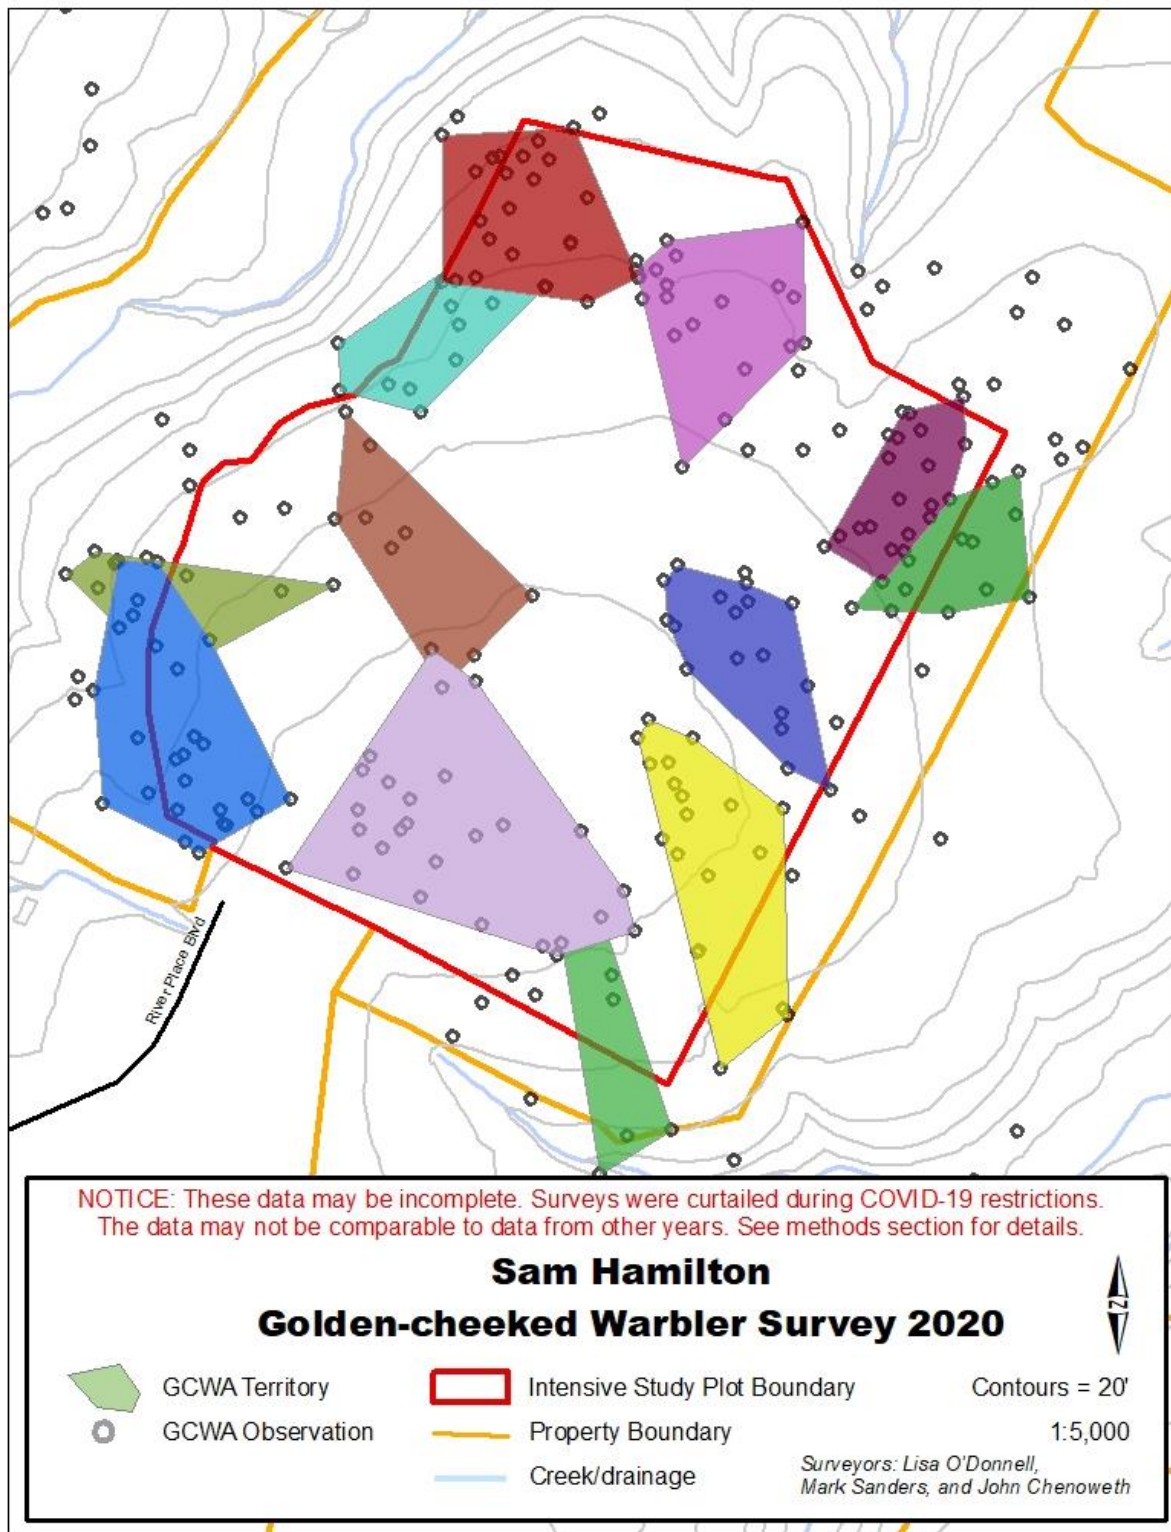 River Place Blvd
NOTICE: These data may be incomplete. Surveys were curtailed during COVID-19 restrictions.
The data may not be comparable to data from other years. See methods section for details.
Sam Hamilton
Golden-cheeked Warbler Survey 2020
N
GCWA Territory
Intensive Study Plot Boundary
Contours = 20'
GCWA Observation
Property Boundary
1:5,000
Creek/drainage
Surveyors: Lisa O'Donnell,
Mark Sanders, and John Chenoweth